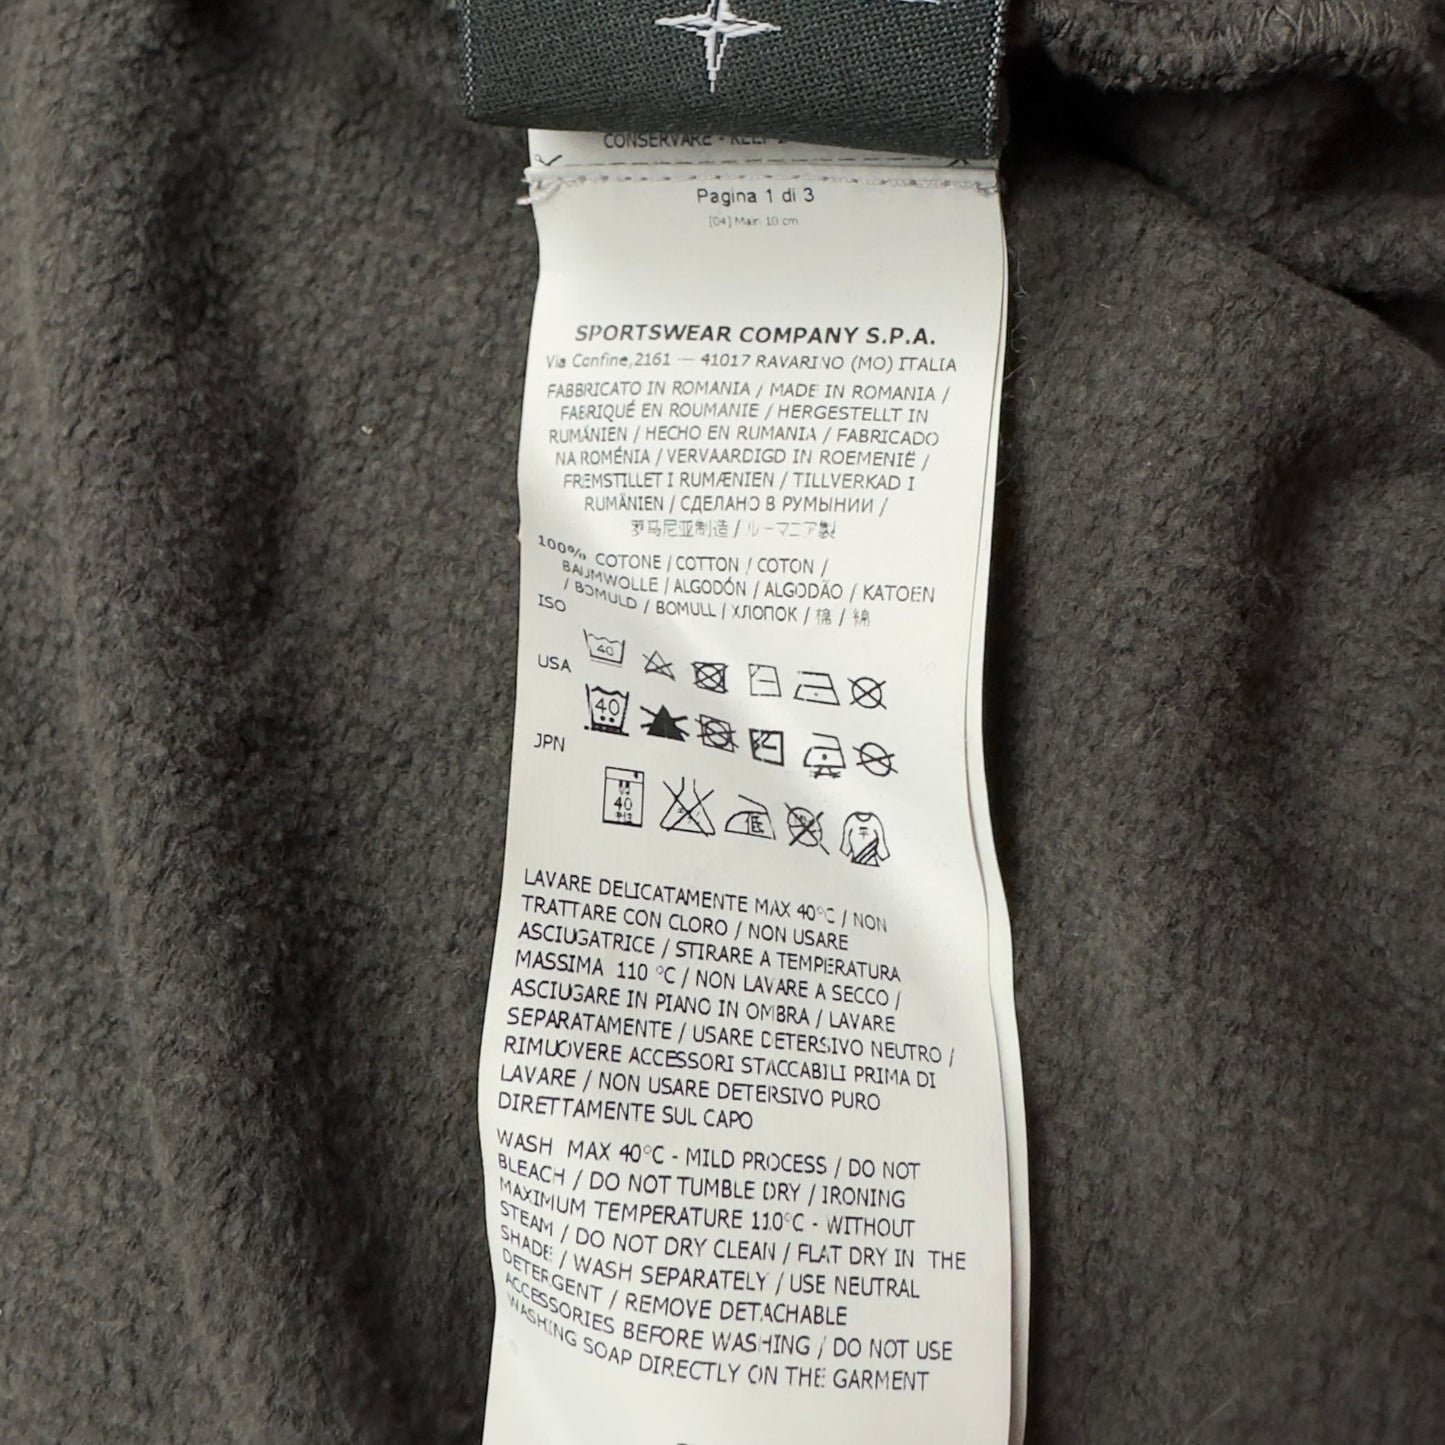 CONSERVARE - KEEP
Pagina 1 di 3
[04] Main 10 cm
SPORTSWEAR COMPANY S.P.A.
Via Confine,2161 — 41017 RAVARINO (MO) ITALIA
FABBRICATO IN ROMANIA / MADE IN ROMANIA /
FABRIQUÉ EN ROUMANIE / HERGESTELLT IN
RUMÄNIEN / HECHO EN RUMANIA / FABRICADO
NA ROMÉNIA / VERVAARDIGD IN ROEMENIË /
FREMSTILLET I RUMÆNIEN / TILLVERKAD I
RUMÄNIEN / СДЕЛАНО В РУМЫНИИ /
罗马尼亚制造 / ルーマニア製
100% COTONE / COTTON / COTON /
BAUMWOLLE / ALGODÓN / ALGODÃO / KATOEN
/ BOMULD / BOMULL / ХЛОПОК / 棉 / 綿
ISO
40
USA
40
JPN
40
低
平
LAVARE DELICATAMENTE MAX 40°C / NON
TRATTARE CON CLORO / NON USARE
ASCIUGATRICE / STIRARE A TEMPERATURA
MASSIMA 110 °C / NON LAVARE A SECCO /
ASCIUGARE IN PIANO IN OMBRA / LAVARE
SEPARATAMENTE / USARE DETERSIVO NEUTRO /
RIMUOVERE ACCESSORI STACCABILI PRIMA DI
LAVARE / NON USARE DETERSIVO PURO
DIRETTAMENTE SUL CAPO
WASH MAX 40°C - MILD PROCESS / DO NOT
BLEACH / DO NOT TUMBLE DRY / IRONING
MAXIMUM TEMPERATURE 110°C - WITHOUT
STEAM / DO NOT DRY CLEAN / FLAT DRY IN THE
SHADE / WASH SEPARATELY / USE NEUTRAL
DETERGENT / REMOVE DETACHABLE
ACCESSORIES BEFORE WASHING / DO NOT USE
WASHING SOAP DIRECTLY ON THE GARMENT